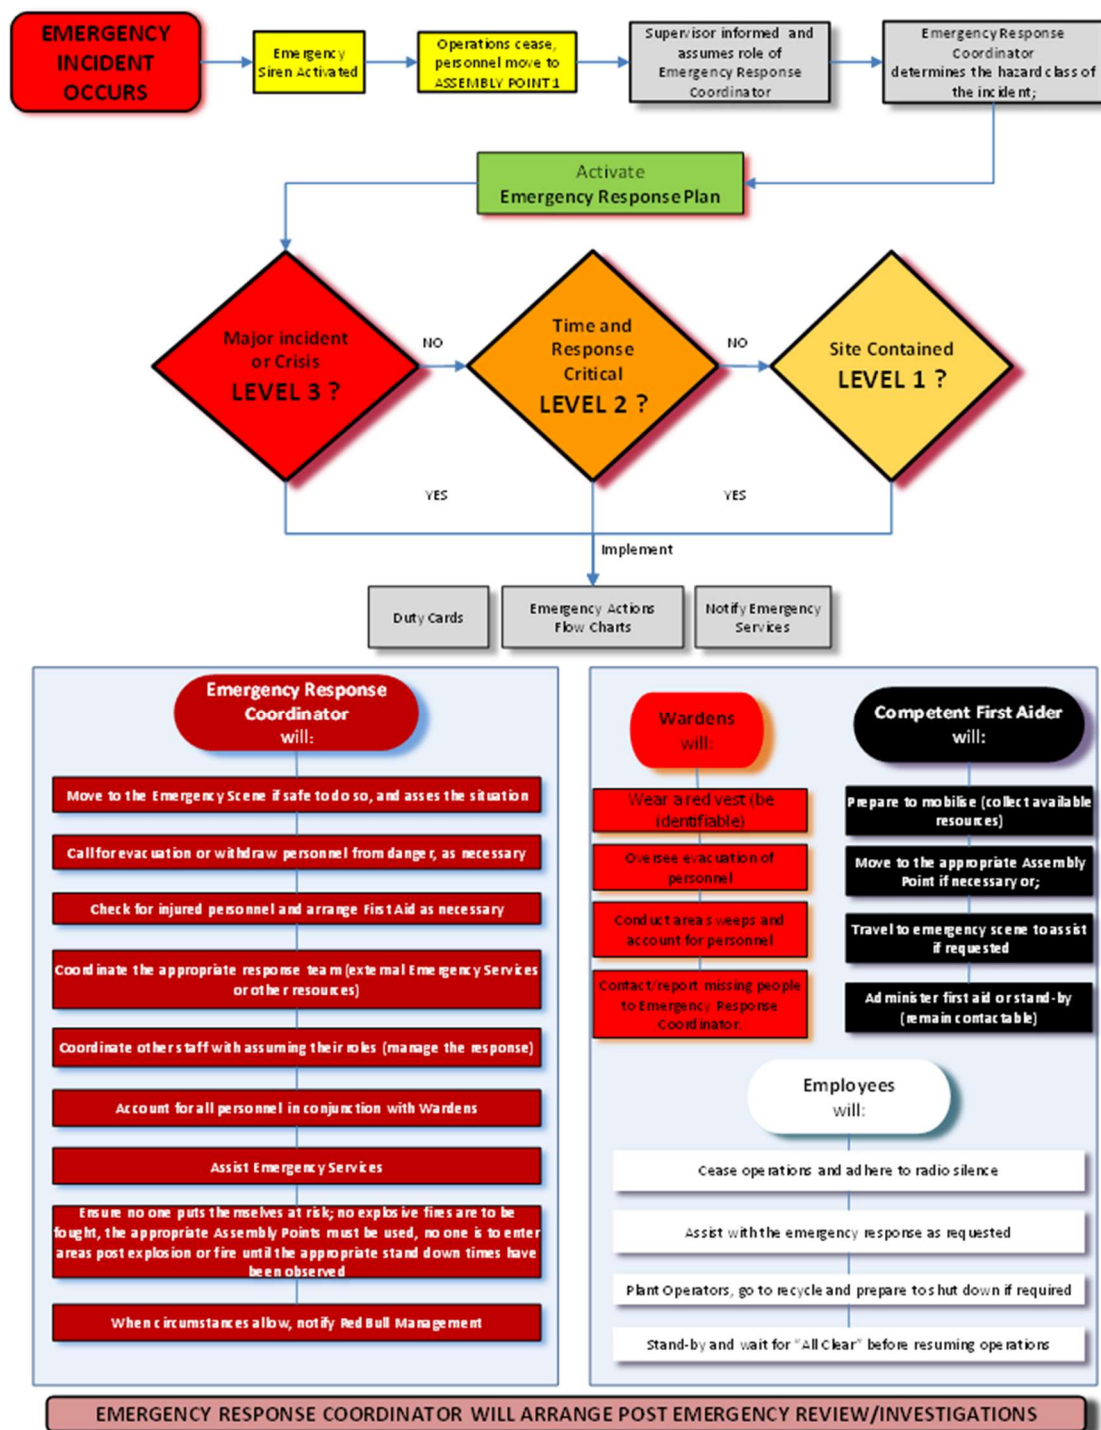 EMERGENCY
INCIDENT
OCCURS
Emergency
Siren Activated
Operations cease,
personnel move to
ASSEMBLY POINT 1
Supervisor informed and
assumes role of
Emergency Response
Coordinator
Emergency Response
Coordinator
determines the hazard class of
the incident;
Activate
Emergency Response Plan
Major incident
or Crisis
LEVEL 3 ?
NO
Time and
Response
Critical
LEVEL 2 ?
NO
Site Contained
LEVEL 1 ?
YES
YES
Implement
Duty Cards
Emergency Actions
Flow Charts
Notify Emergency
Services
Emergency Response
Coordinator
will:
Move to the Emergency Scene if safe to do so, and asses the situation
Call for evacuation or withdraw personnel from danger, as necessary
Check for injured personnel and arrange First Aid as necessary
Coordinate the appropriate response team (external Emergency Services
or other resources)
Coordinate other staff with assuming their roles (manage the response)
Account for all personnel in conjunction with Wardens
Assist Emergency Services
Ensure no one puts themselves at risk; no explosive fires are to be
fought, the appropriate Assembly Points must be used, no one is to enter
areas post explosion or fire until the appropriate stand down times have
been observed
When circumstances allow, notify Red Bull Management
Wardens
will:
Wear a red vest (be
identifiable)
Oversee evacuation of
personnel
Conduct area sweeps and
account for personnel
Contact/report missing people
to Emergency Response
Coordinator.
Competent First Aider
will:
Prepare to mobilise (collect available
resources)
Move to the appropriate Assembly
Point if necessary or;
Travel to emergency scene to assist
if requested
Administer first aid or stand-by
(remain contactable)
Employees
will:
Cease operations and adhere to radio silence
Assist with the emergency response as requested
Plant Operators, go to recycle and prepare to shut down if required
Stand-by and wait for "All Clear" before resuming operations
EMERGENCY RESPONSE COORDINATOR WILL ARRANGE POST EMERGENCY REVIEW/INVESTIGATIONS